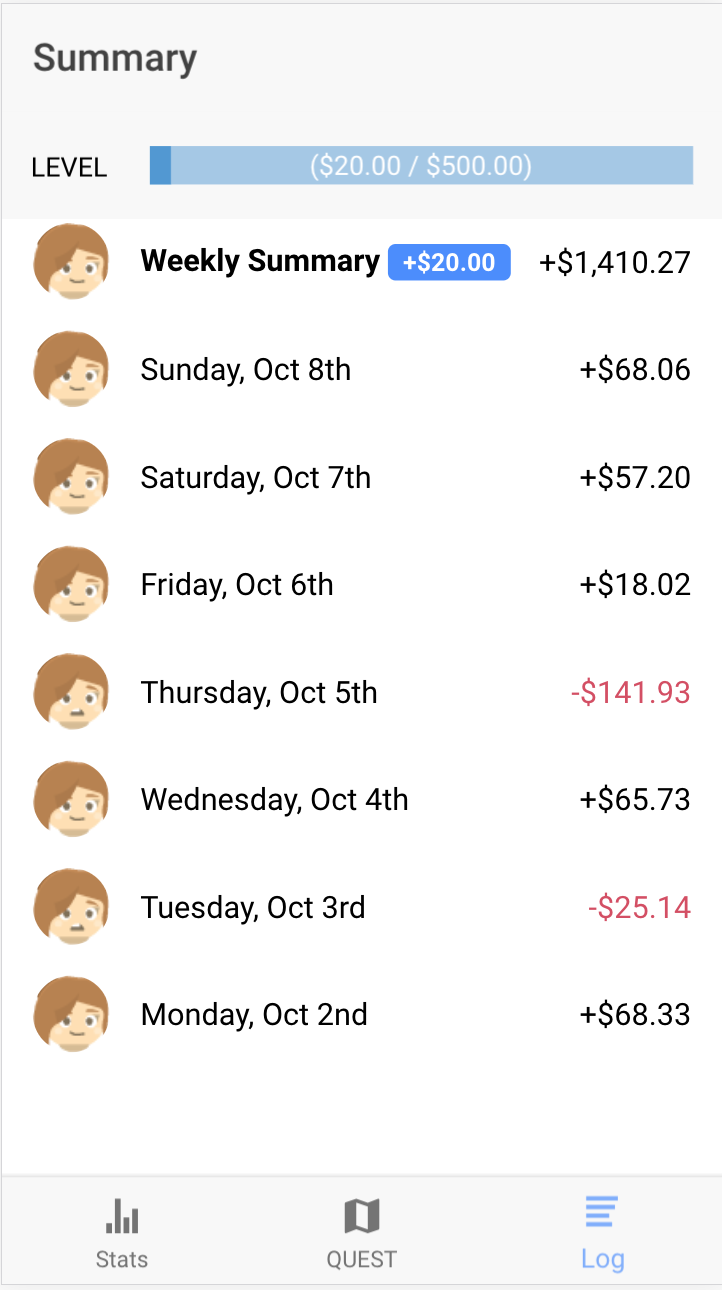 Summary
LEVEL ($20.00 / $500.00)
Weekly Summary +$20.00 +$1,410.27
Sunday, Oct 8th +$68.06
Saturday, Oct 7th +$57.20
Friday, Oct 6th +$18.02
Thursday, Oct 5th -$141.93
Wednesday, Oct 4th +$65.73
Tuesday, Oct 3rd -$25.14
Monday, Oct 2nd +$68.33
Stats QUEST Log